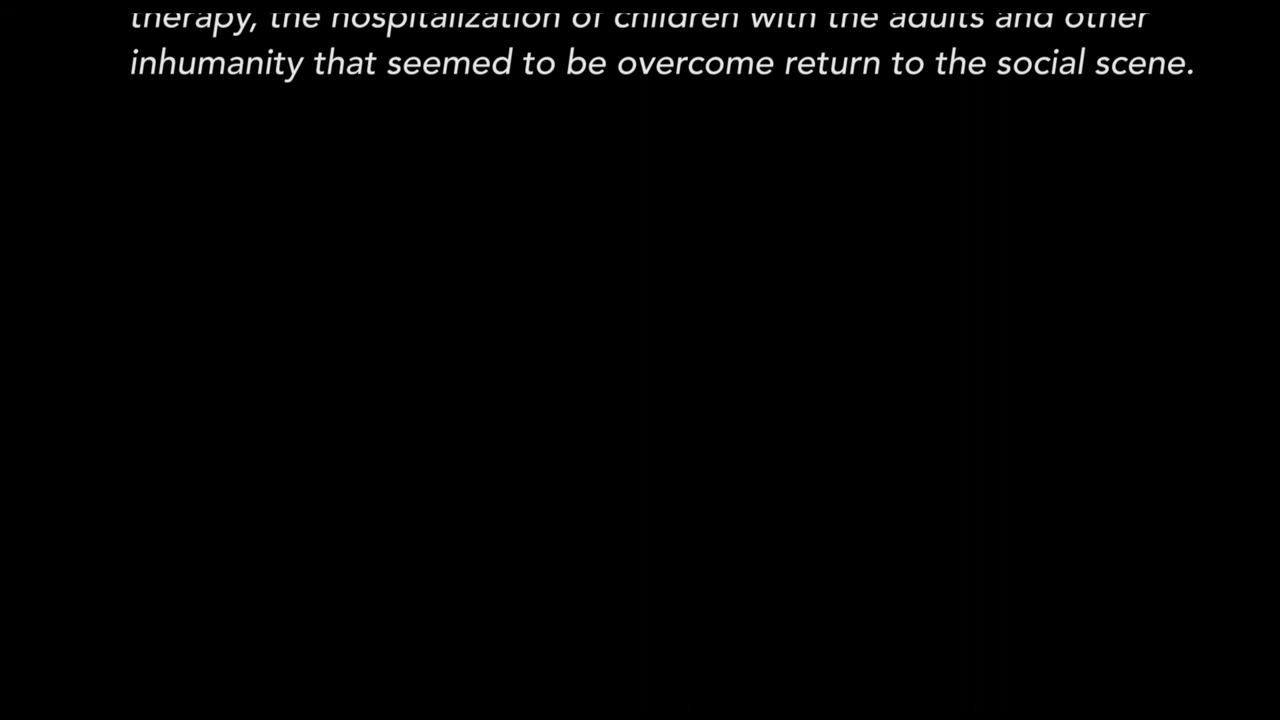 therapy, the hospitalization of children with the adults and other
inhumanity that seemed to be overcome return to the social scene.